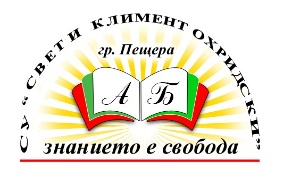 СУ "СВЕТИ КЛИМЕНТ ОХРИДСКИ"
гр. Пещера
А Б
знанието е свобода